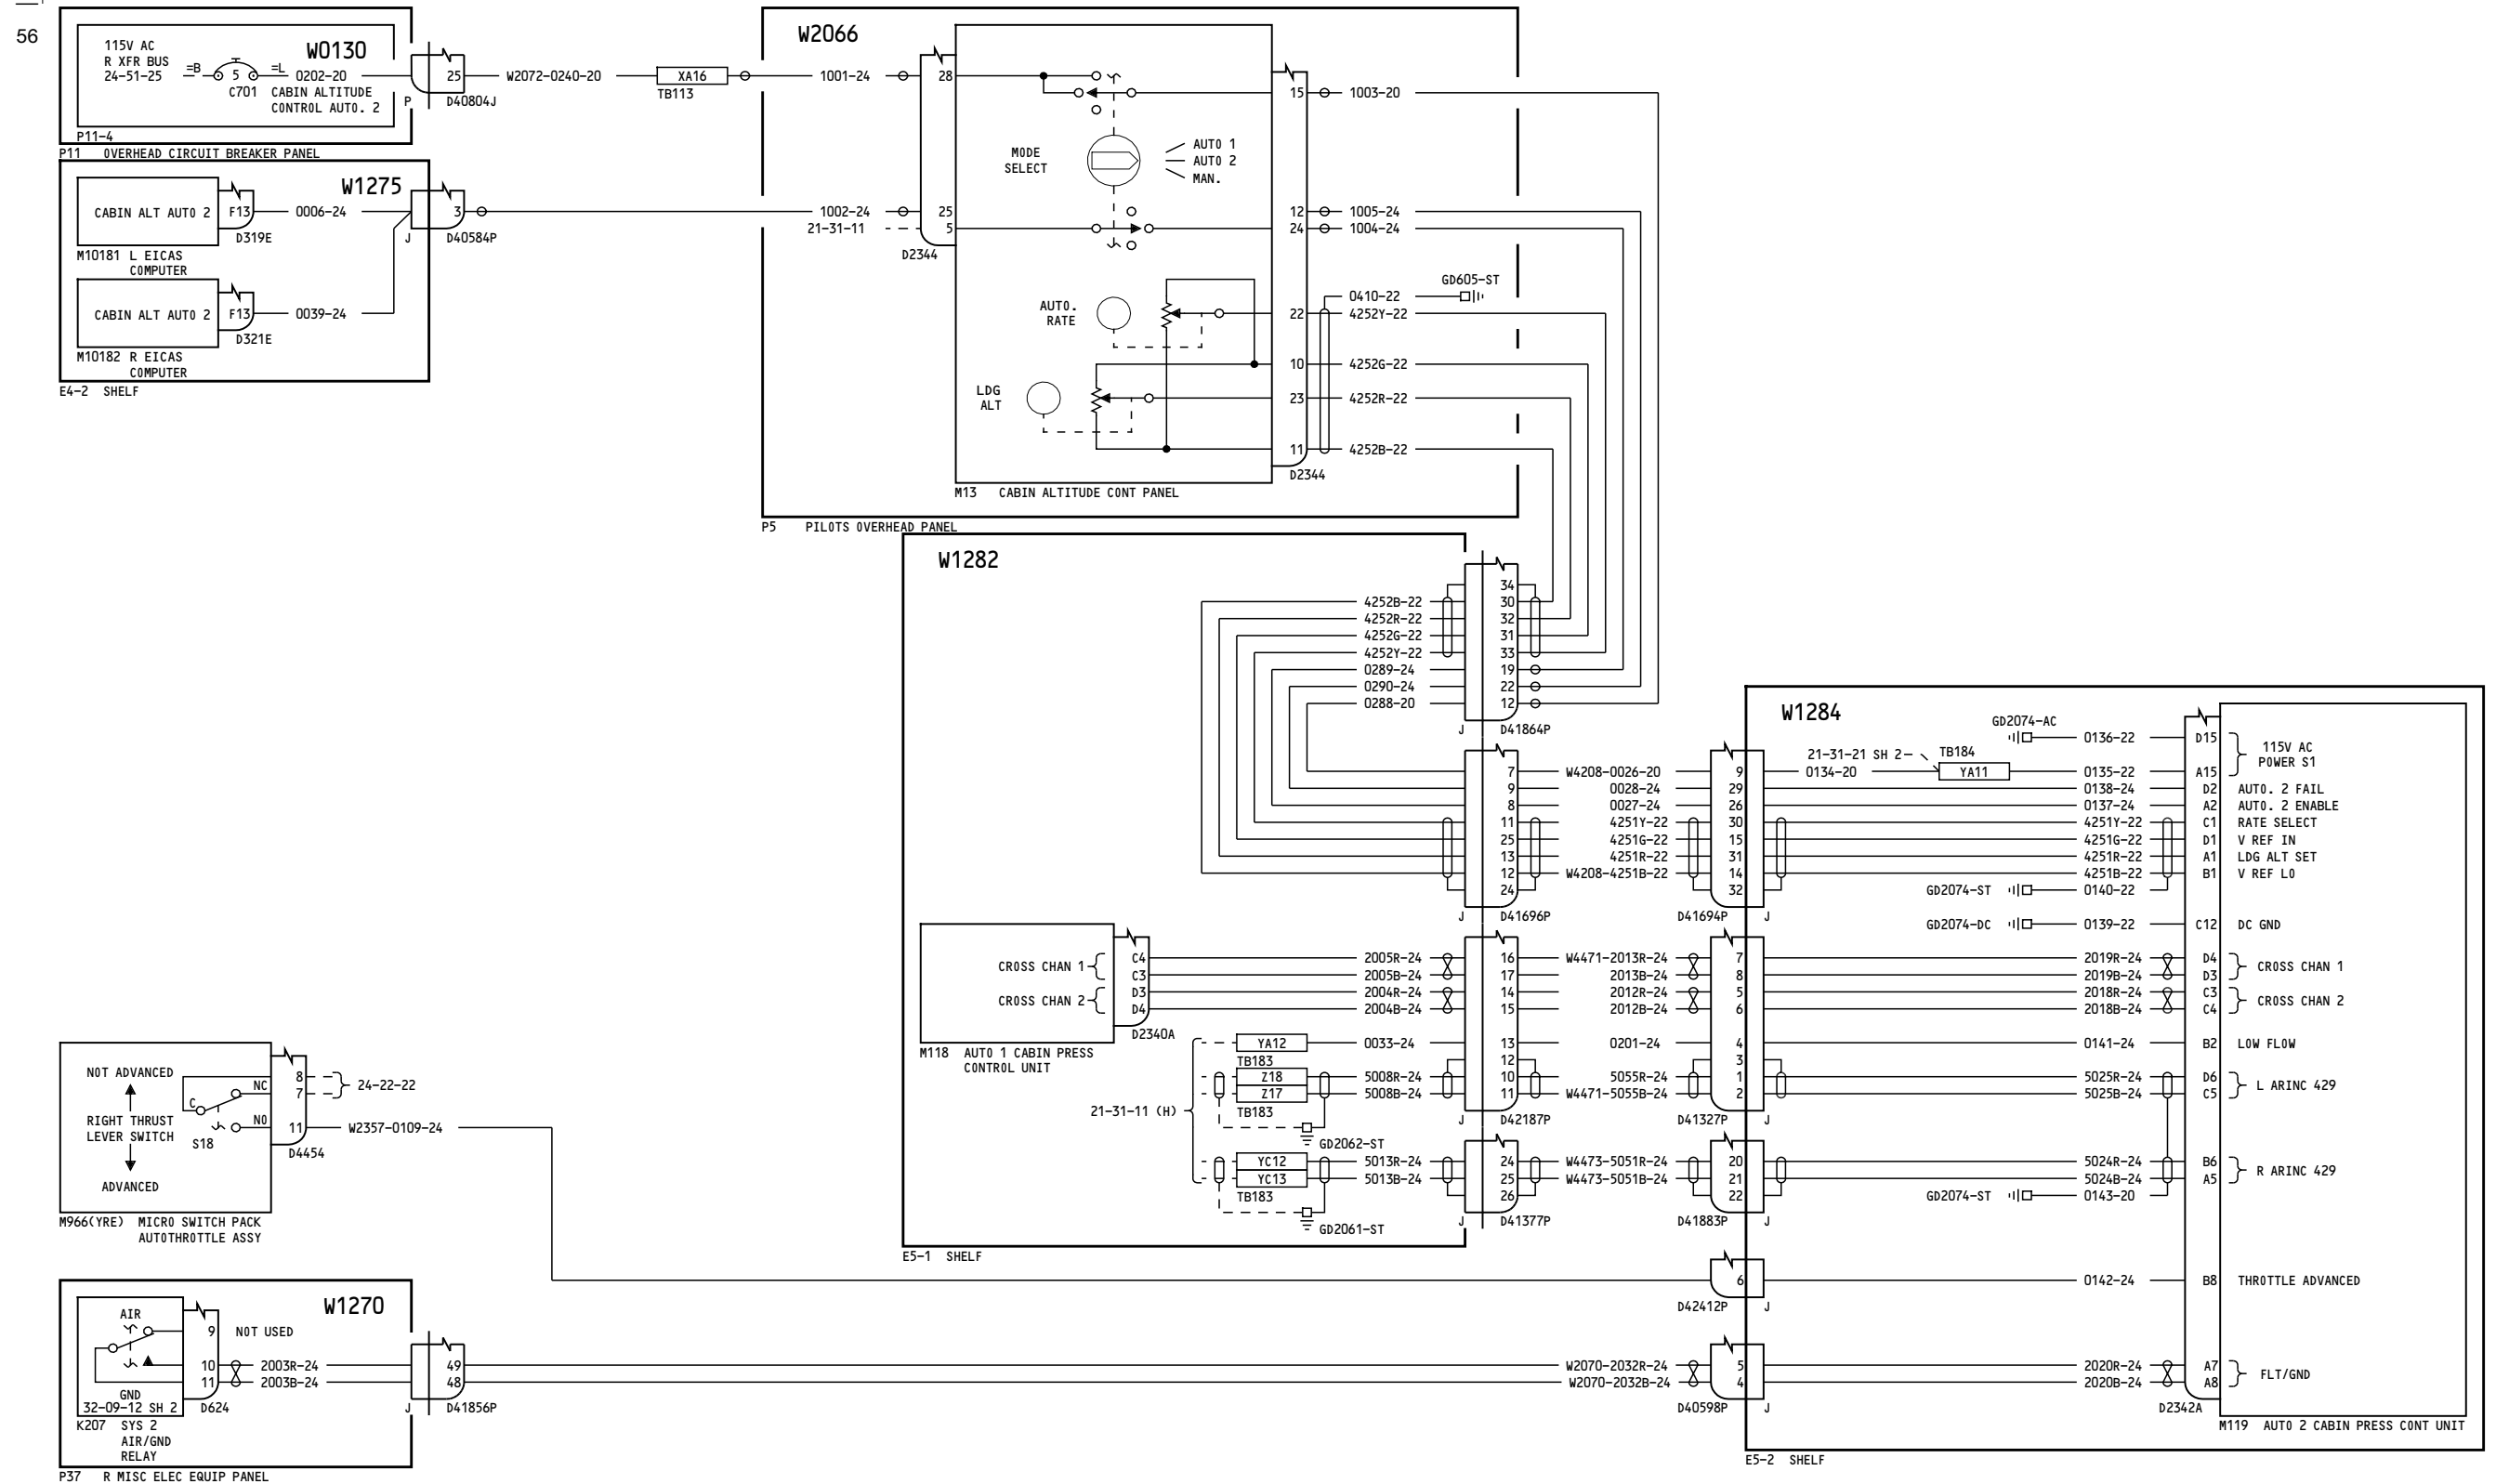 56
115V AC
R XFR BUS
24-51-25
=B
5
=L
W0130
0202-20
C701
CABIN ALTITUDE
CONTROL AUTO. 2
P11-4
P
25
D40804J
W2072-0240-20
XA16
TB113
P11 OVERHEAD CIRCUIT BREAKER PANEL
W1275
CABIN ALT AUTO 2
F13
0006-24
3
D319E
J
D40584P
M10181 L EICAS
COMPUTER
CABIN ALT AUTO 2
F13
0039-24
D321E
M10182 R EICAS
COMPUTER
E4-2 SHELF
W2066
1001-24
28
1002-24
25
21-31-11
5
D2344
MODE
SELECT
AUTO 1
AUTO 2
MAN.
AUTO.
RATE
LDG
ALT
15
1003-20
12
1005-24
24
1004-24
GD605-ST
0410-22
22
4252Y-22
10
4252G-22
23
4252R-22
11
4252B-22
D2344
M13 CABIN ALTITUDE CONT PANEL
P5 PILOTS OVERHEAD PANEL
W1282
34
4252B-22
30
4252R-22
32
4252G-22
31
4252Y-22
33
0289-24
19
0290-24
22
0288-20
12
J
D41864P
7
W4208-0026-20
9
9
0028-24
29
8
0027-24
26
11
4251Y-22
30
25
4251G-22
15
13
4251R-22
31
12
W4208-4251B-22
14
24
32
J
D41696P
D41694P
J
CROSS CHAN 1
C4
C3
CROSS CHAN 2
D3
D4
D2340A
M118 AUTO 1 CABIN PRESS
CONTROL UNIT
2005R-24
16
W4471-2013R-24
7
2005B-24
17
2013B-24
8
2004R-24
14
2012R-24
5
2004B-24
15
2012B-24
6
YA12
TB183
0033-24
13
0201-24
4
12
3
Z18
5008R-24
10
5055R-24
1
Z17
5008B-24
11
W4471-5055B-24
2
TB183
21-31-11 (H)
GD2062-ST
J
D42187P
D41327P
J
YC12
5013R-24
24
W4473-5051R-24
20
YC13
5013B-24
25
W4473-5051B-24
21
26
22
TB183
GD2061-ST
J
D41377P
D41883P
J
E5-1 SHELF
W1284
GD2074-AC
0136-22
D15
115V AC
POWER S1
21-31-21 SH 2
TB184
0134-20
YA11
0135-22
A15
0138-24
D2
AUTO. 2 FAIL
0137-24
A2
AUTO. 2 ENABLE
4251Y-22
C1
RATE SELECT
4251G-22
D1
V REF IN
4251R-22
A1
LDG ALT SET
4251B-22
B1
V REF LO
GD2074-ST
0140-22
GD2074-DC
0139-22
C12
DC GND
2019R-24
D4
2019B-24
D3
CROSS CHAN 1
2018R-24
C3
2018B-24
C4
CROSS CHAN 2
0141-24
B2
LOW FLOW
5025R-24
D6
5025B-24
C5
L ARINC 429
5024R-24
B6
5024B-24
A5
R ARINC 429
GD2074-ST
0143-20
6
D42412P
J
0142-24
B8
THROTTLE ADVANCED
W2070-2032R-24
5
2020R-24
A7
W2070-2032B-24
4
2020B-24
A8
FLT/GND
D40598P
J
D2342A
M119 AUTO 2 CABIN PRESS CONT UNIT
E5-2 SHELF
NOT ADVANCED
RIGHT THRUST
LEVER SWITCH
ADVANCED
C
NC
NO
S18
8
7
24-22-22
11
W2357-0109-24
D4454
M966(YRE) MICRO SWITCH PACK
AUTOTHROTTLE ASSY
W1270
AIR
9
NOT USED
10
2003R-24
49
11
2003B-24
48
GND
32-09-12 SH 2
D624
J
D41856P
K207 SYS 2
AIR/GND
RELAY
P37 R MISC ELEC EQUIP PANEL